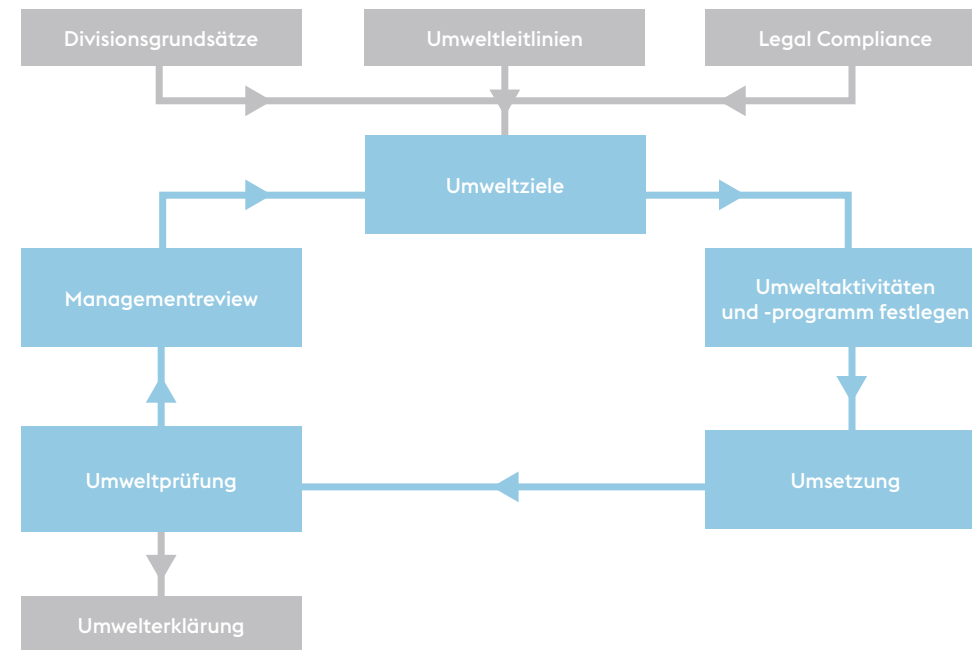 Divisionsgrundsätze
Umweltleitlinien
Legal Compliance
Umweltziele
Managementreview
Umweltaktivitäten
und -programm festlegen
Umweltprüfung
Umsetzung
Umwelterklärung